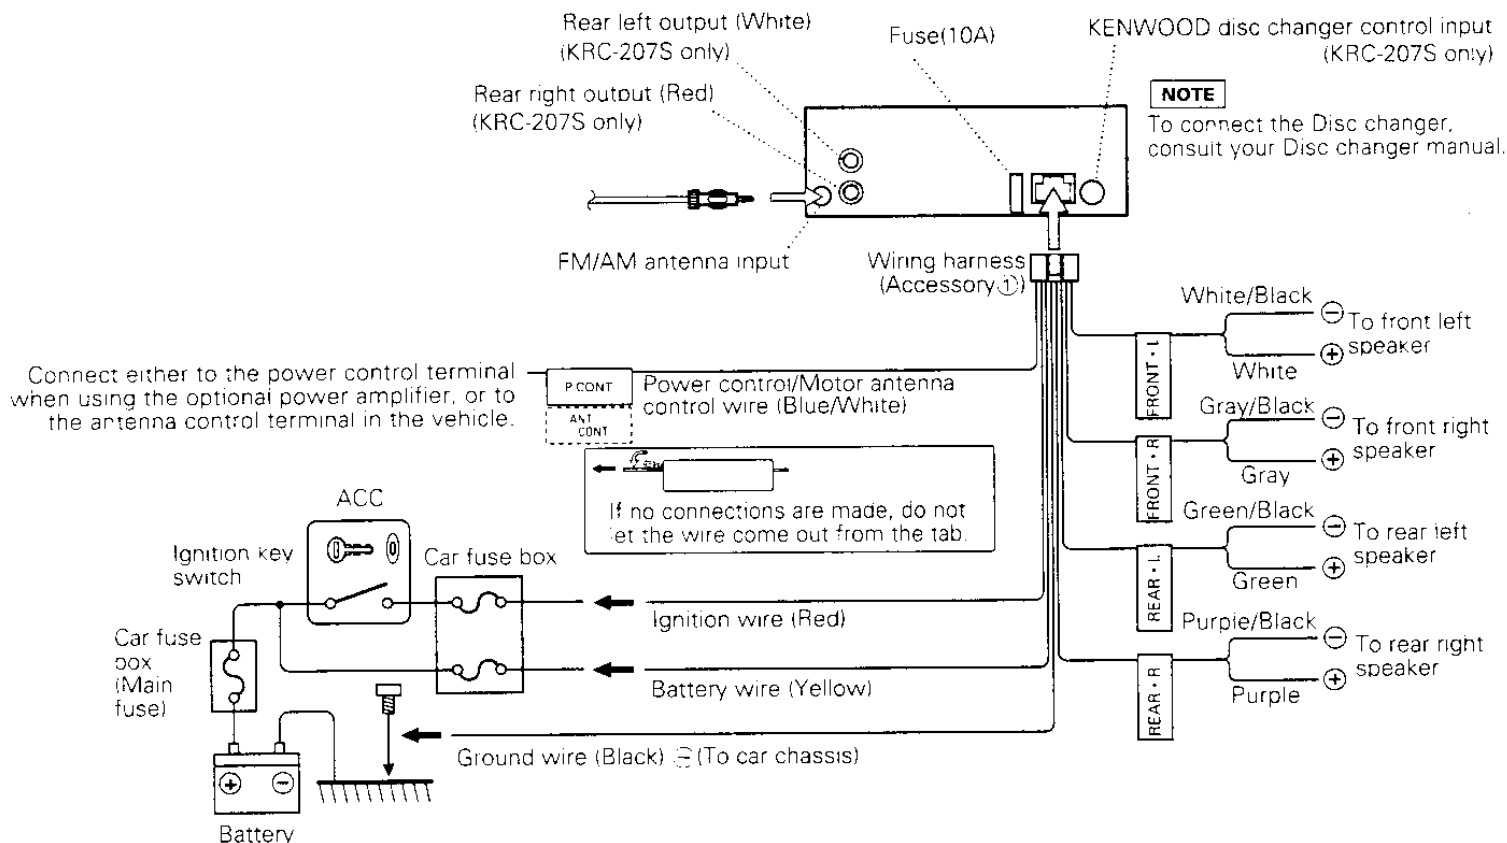 Rear left output (White)
(KRC-207S only)
Fuse(10A)
KENWOOD disc changer control input
(KRC-207S only)
Rear right output (Red)
(KRC-207S only)
NOTE
To connect the Disc changer,
consuit your Disc changer manual.
FM/AM antenna input
Wiring harness
(Accessory①)
White/Black
⊖
To front left
speaker
⊕
White
FRONT・L
Connect either to the power control terminal
when using the optional power amplifier, or to
the antenna control terminal in the vehicle.
P.CONT
ANT
CONT
Power control/Motor antenna
control wire (Blue/White)
Gray/Black
⊖
To front right
speaker
⊕
Gray
FRONT・R
If no connections are made, do not
let the wire come out from the tab.
Green/Black
⊖
To rear left
speaker
⊕
Green
REAR・L
ACC
Ignition key
switch
Car fuse box
Ignition wire (Red)
Purple/Black
⊖
To rear right
speaker
⊕
Purple
REAR・R
Car fuse
box
(Main
fuse)
Battery wire (Yellow)
Ground wire (Black) ⊖ (To car chassis)
⊕ ⊖
Battery